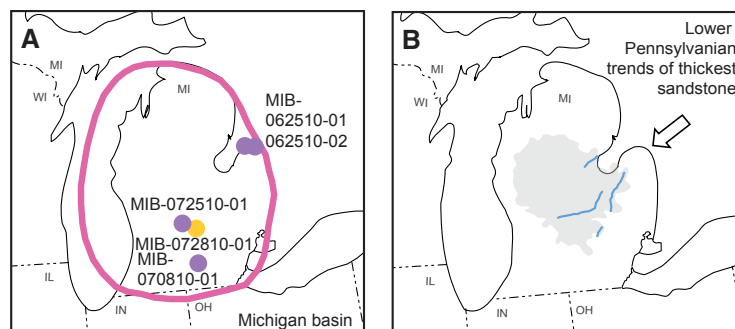 A
MI
WI
MI
MIB-
062510-01
062510-02
MIB-072510-01
MIB-072810-01
MIB-
070810-01
IL
IN
OH
Michigan basin
B
Lower
Pennsylvanian
trends of thickest
sandstone
MI
WI
MI
IL
IN
OH